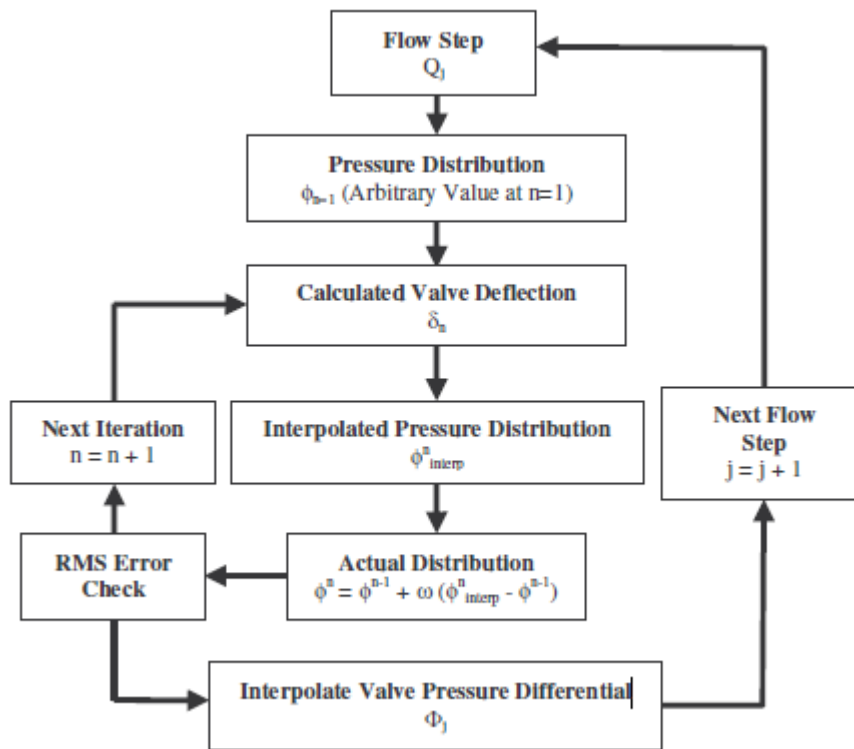 Flow Step
Qⱼ
Pressure Distribution
ϕₙ₌₁ (Arbitrary Value at n=1)
Calculated Valve Deflection
δₙ
Next Iteration
n = n + 1
Interpolated Pressure Distribution
ϕⁿinterp
Next Flow
Step
j = j + 1
RMS Error
Check
Actual Distribution
ϕⁿ = ϕⁿ⁻¹ + ω (ϕⁿinterp - ϕⁿ⁻¹)
Interpolate Valve Pressure Differential
Φⱼ